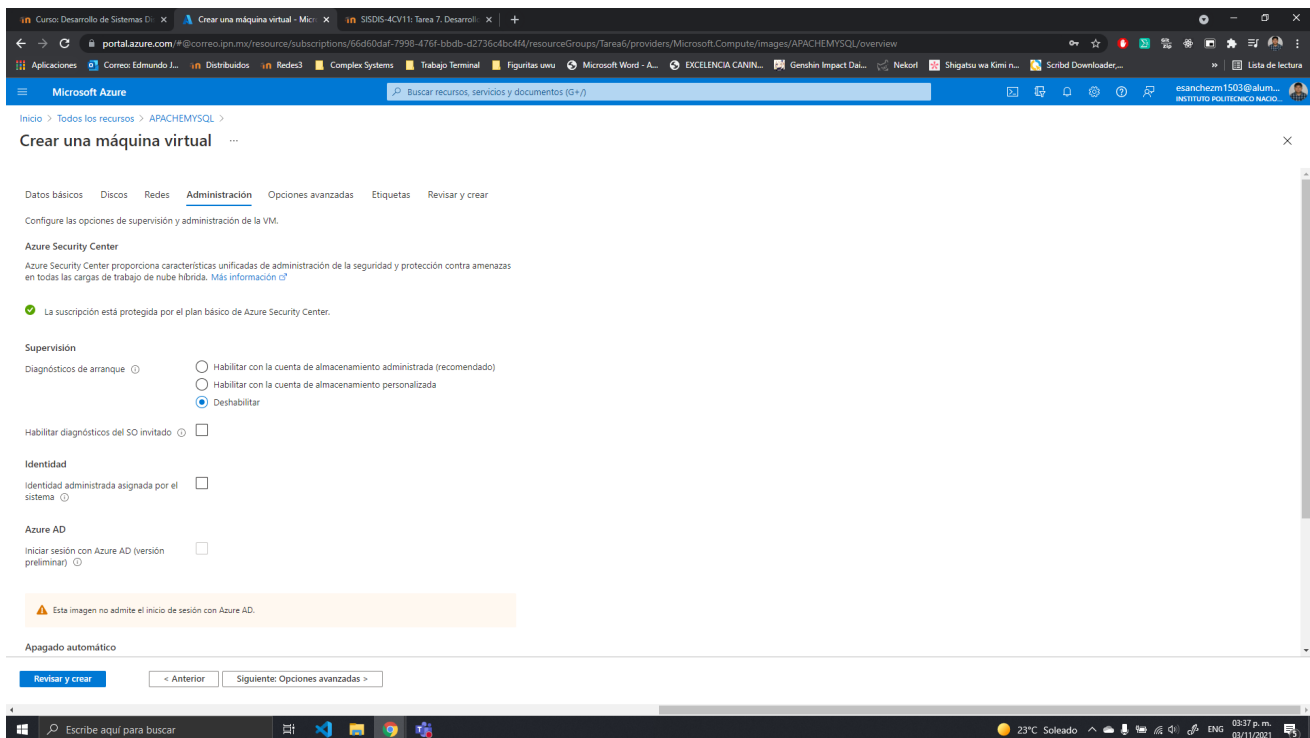 Curso: Desarrollo de Sistemas Di
Crear una máquina virtual - Micr
SISDIS-4CV11: Tarea 7. Desarroll
portal.azure.com/#@correo.ipn.mx/resource/subscriptions/66d60daf-7998-476f-bbdb-d2736c4bc4f4/resourceGroups/Tarea6/providers/Microsoft.Compute/images/APACHEMYSQL/overview
Aplicaciones Correo: Edmundo J... Distribuidos Redes3 Complex Systems Trabajo Terminal Figuritas uwu Microsoft Word - A... EXCELENCIA CANIN... Genshin Impact Dai... Nekorl Shigatsu wa Kimi n... Scribd Downloader,... » Lista de lectura
Microsoft Azure
Buscar recursos, servicios y documentos (G+/)
esanchezm1503@alum...
INSTITUTO POLITECNICO NACIO...
Inicio > Todos los recursos > APACHEMYSQL >
Crear una máquina virtual ...
Datos básicos Discos Redes Administración Opciones avanzadas Etiquetas Revisar y crear
Configure las opciones de supervisión y administración de la VM.
Azure Security Center
Azure Security Center proporciona características unificadas de administración de la seguridad y protección contra amenazas
en todas las cargas de trabajo de nube híbrida. Más información
La suscripción está protegida por el plan básico de Azure Security Center.
Supervisión
Diagnósticos de arranque
Habilitar con la cuenta de almacenamiento administrada (recomendado)
Habilitar con la cuenta de almacenamiento personalizada
Deshabilitar
Habilitar diagnósticos del SO invitado
Identidad
Identidad administrada asignada por el
sistema
Azure AD
Iniciar sesión con Azure AD (versión
preliminar)
Esta imagen no admite el inicio de sesión con Azure AD.
Apagado automático
Revisar y crear
< Anterior
Siguiente: Opciones avanzadas >
Escribe aquí para buscar
23°C Soleado
ENG
03:37 p. m.
03/11/2021